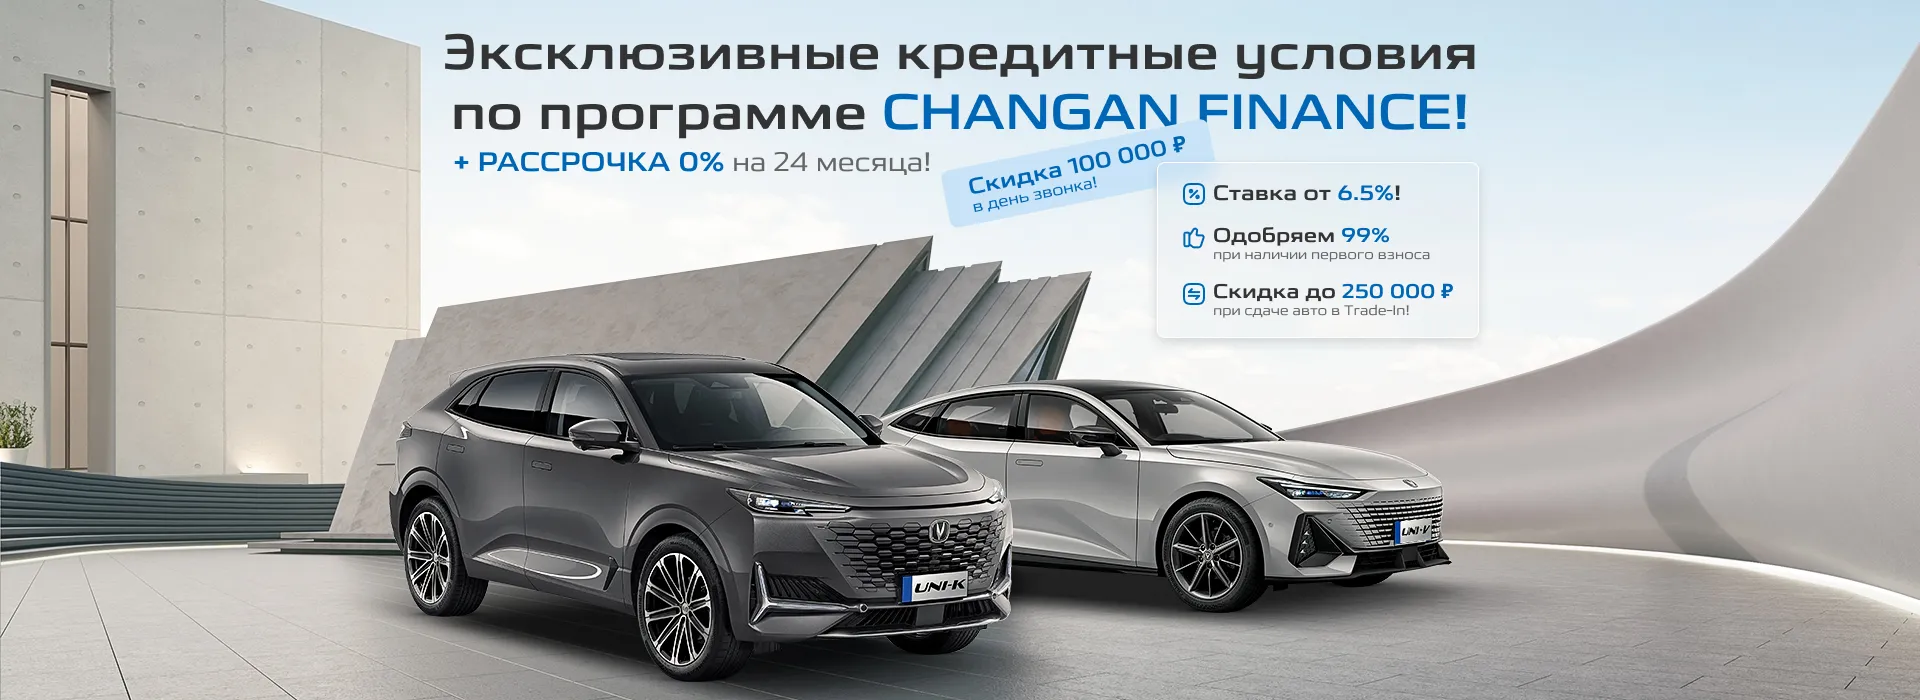 Эксклюзивные кредитные условия
по программе CHANGAN FINANCE!
+ РАССРОЧКА 0% на 24 месяца!
Скидка 100 000 ₽
в день звонка!
Ставка от 6.5%!
Одобряем 99%
при наличии первого взноса
Скидка до 250 000 ₽
при сдаче авто в Trade-In!
UNI-K
UNI-V